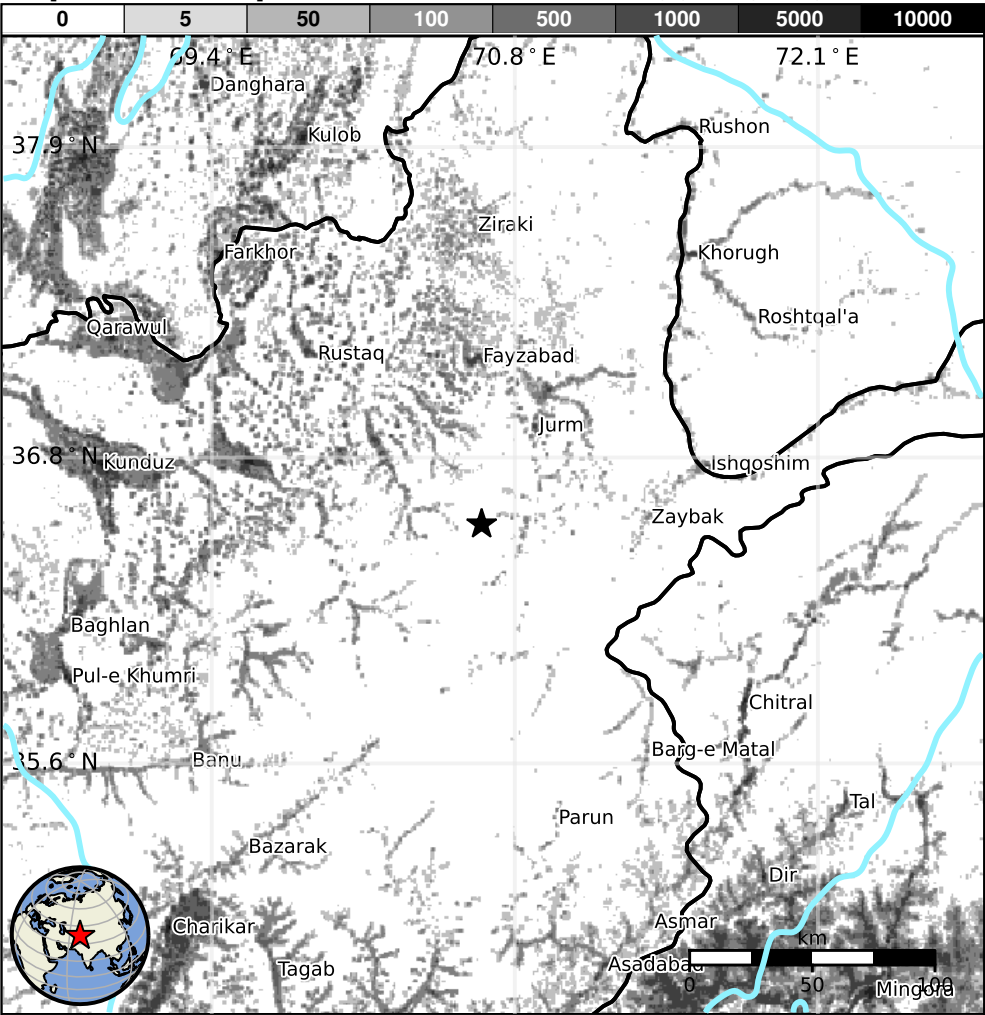 0 5 50 100 500 1000 5000 10000
69.4°E 70.8°E 72.1°E
Danghara
Kulob
Rushon
37.9°N
Ziraki
Farkhor
Khorugh
Roshtqal'a
Qarawul
Rustaq
Fayzabad
Jurm
36.8°N
Kunduz
Ishqoshim
Zaybak
Baghlan
Pul-e Khumri
Chitral
Barg-e Matal
35.6°N
Banu
Tal
Parun
Bazarak
Dir
Charikar
Asmar
km
Asadabad
Tagab
0 50 100
Mingora